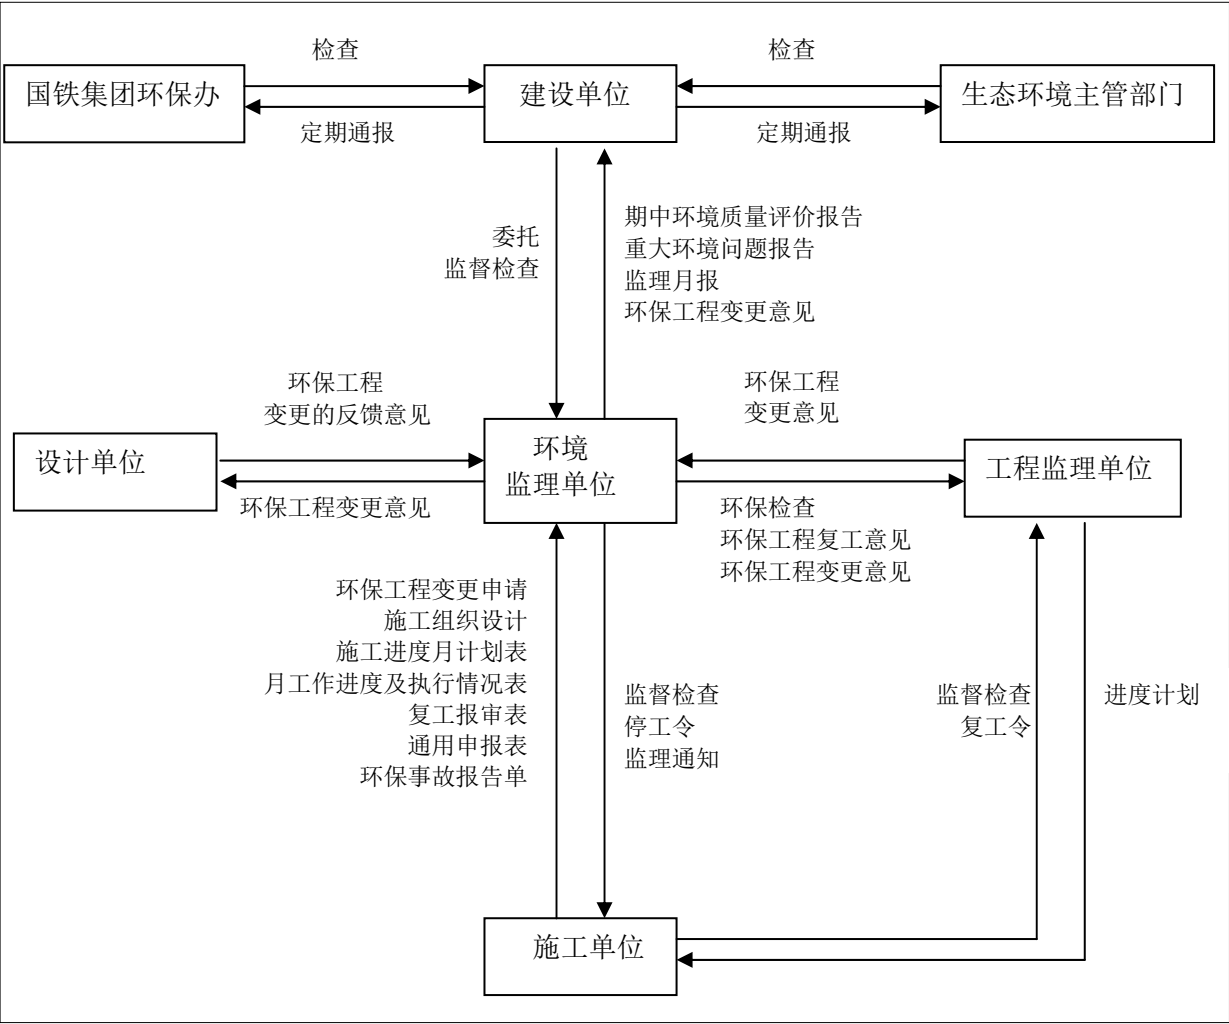 检查
检查
国铁集团环保办
建设单位
生态环境主管部门
定期通报
定期通报
委托
监督检查
期中环境质量评价报告
重大环境问题报告
监理月报
环保工程变更意见
环保工程
变更的反馈意见
环保工程
变更意见
设计单位
环境
监理单位
工程监理单位
环保工程变更意见
环保检查
环保工程复工意见
环保工程变更意见
环保工程变更申请
施工组织设计
施工进度月计划表
月工作进度及执行情况表
复工报审表
通用申报表
环保事故报告单
监督检查
停工令
监理通知
监督检查
复工令
进度计划
施工单位